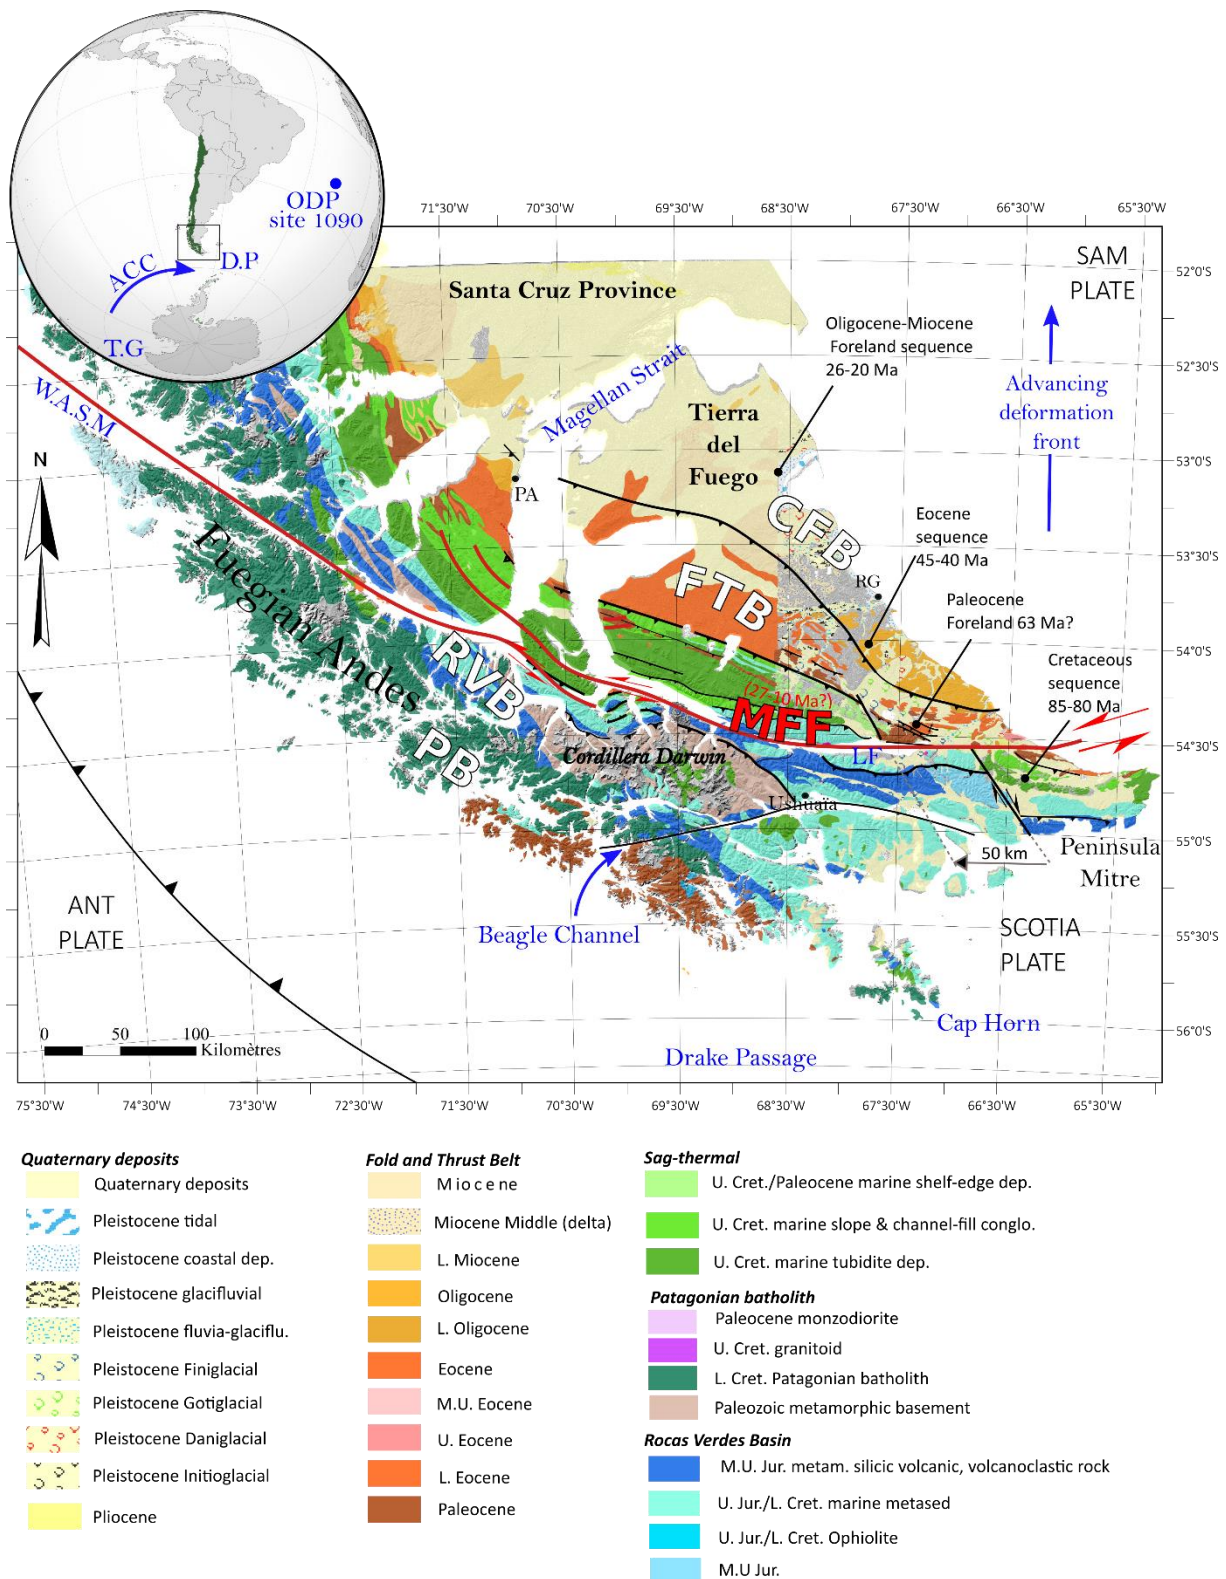 ODP
site 1090
ACC
D.P
T.G
71°30'W
70°30'W
69°30'W
68°30'W
67°30'W
66°30'W
65°30'W
52°0'S
52°30'S
53°0'S
53°30'S
54°0'S
54°30'S
55°0'S
55°30'S
56°0'S
SAM
PLATE
Santa Cruz Province
Oligocene-Miocene
Foreland sequence
26-20 Ma
Magellan Strait
Advancing
deformation
front
W.A.S.M
Tierra
del
Fuego
N
PA
CFB
Eocene
sequence
45-40 Ma
RG
FTB
Paleocene
Foreland 63 Ma?
Fuegian Andes
RVB
Cretaceous
sequence
85-80 Ma
(27-10 Ma?)
MFF
PB
Cordillera Darwin
LF
Ushuaïa
50 km
Peninsula
Mitre
ANT
PLATE
Beagle Channel
SCOTIA
PLATE
Cap Horn
0 50 100
Kilomètres
Drake Passage
75°30'W
74°30'W
73°30'W
72°30'W
71°30'W
70°30'W
69°30'W
68°30'W
67°30'W
66°30'W
65°30'W
Quaternary deposits
Quaternary deposits
Pleistocene tidal
Pleistocene coastal dep.
Pleistocene glacifluvial
Pleistocene fluvia-glaciflu.
Pleistocene Finiglacial
Pleistocene Gotiglacial
Pleistocene Daniglacial
Pleistocene Initioglacial
Pliocene
Fold and Thrust Belt
Miocene
Miocene Middle (delta)
L. Miocene
Oligocene
L. Oligocene
Eocene
M.U. Eocene
U. Eocene
L. Eocene
Paleocene
Sag-thermal
U. Cret./Paleocene marine shelf-edge dep.
U. Cret. marine slope & channel-fill conglo.
U. Cret. marine tubidite dep.
Patagonian batholith
Paleocene monzodiorite
U. Cret. granitoid
L. Cret. Patagonian batholith
Paleozoic metamorphic basement
Rocas Verdes Basin
M.U. Jur. metam. silicic volcanic, volcanoclastic rock
U. Jur./L. Cret. marine metased
U. Jur./L. Cret. Ophiolite
M.U Jur.